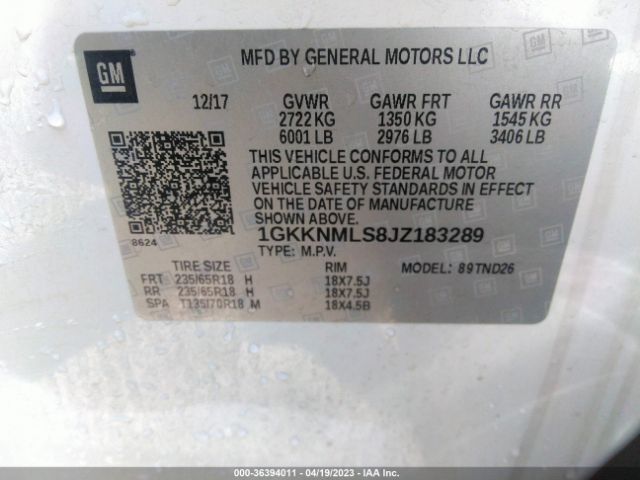 GM
MFD BY GENERAL MOTORS LLC
12/17 GVWR GAWR FRT GAWR RR
2722 KG 1350 KG 1545 KG
6001 LB 2976 LB 3406 LB
THIS VEHICLE CONFORMS TO ALL
APPLICABLE U.S. FEDERAL MOTOR
VEHICLE SAFETY STANDARDS IN EFFECT
ON THE DATE OF MANUFACTURE
SHOWN ABOVE.
8624 1GKKNMLS8JZ183289
TYPE: M.P.V.
TIRE SIZE RIM MODEL: 89TND26
FRT 235/65R18 H 18X7.5J
RR 235/65R18 H 18X7.5J
SPA T135/70R18 M 18X4.5B
000-36394011 - 04/19/2023 - IAA Inc.